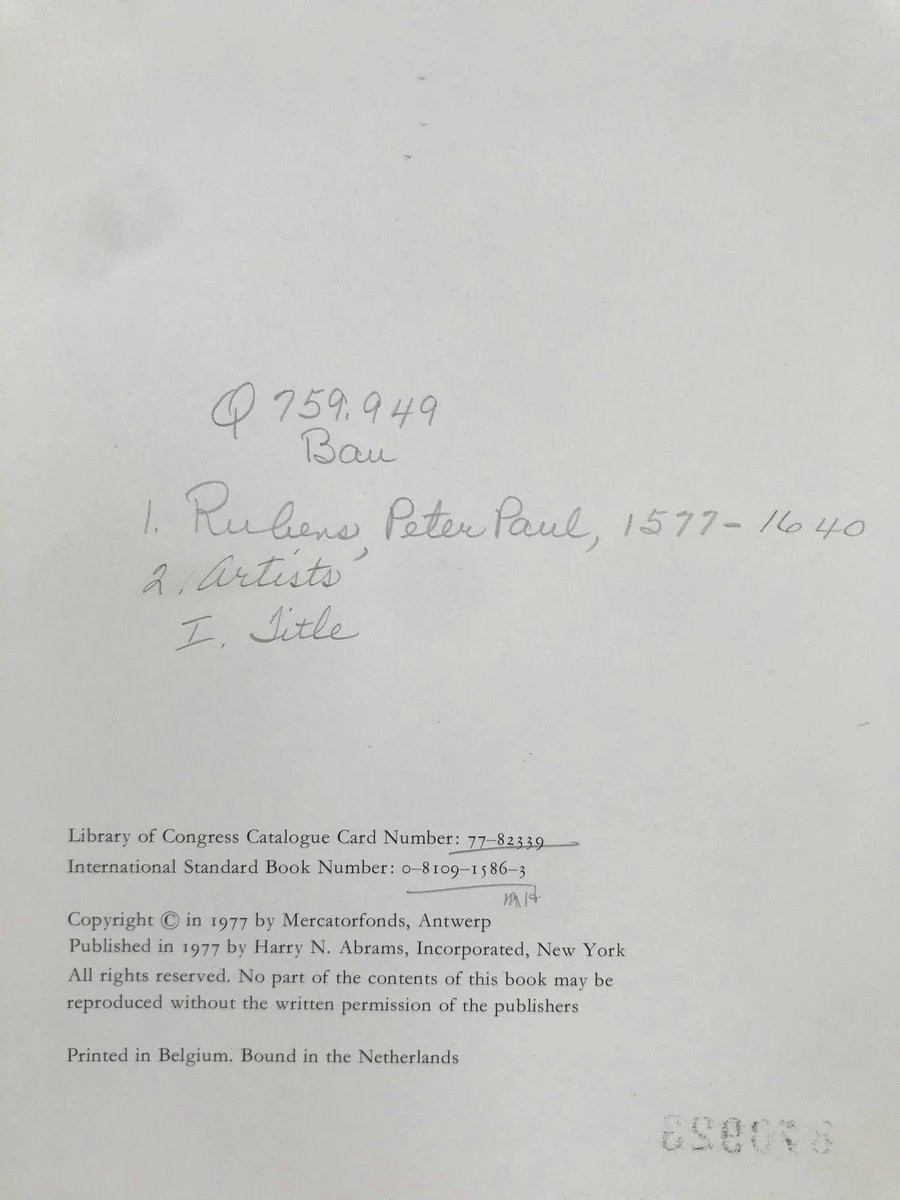 Q 759.949
Bau
1. Rubens, Peter Paul, 1577-1640
2. Artists
I. Title
Library of Congress Catalogue Card Number: 77–82339
International Standard Book Number: 0–8109–1586–3
Copyright © in 1977 by Mercatorfonds, Antwerp
Published in 1977 by Harry N. Abrams, Incorporated, New York
All rights reserved. No part of the contents of this book may be
reproduced without the written permission of the publishers
Printed in Belgium. Bound in the Netherlands